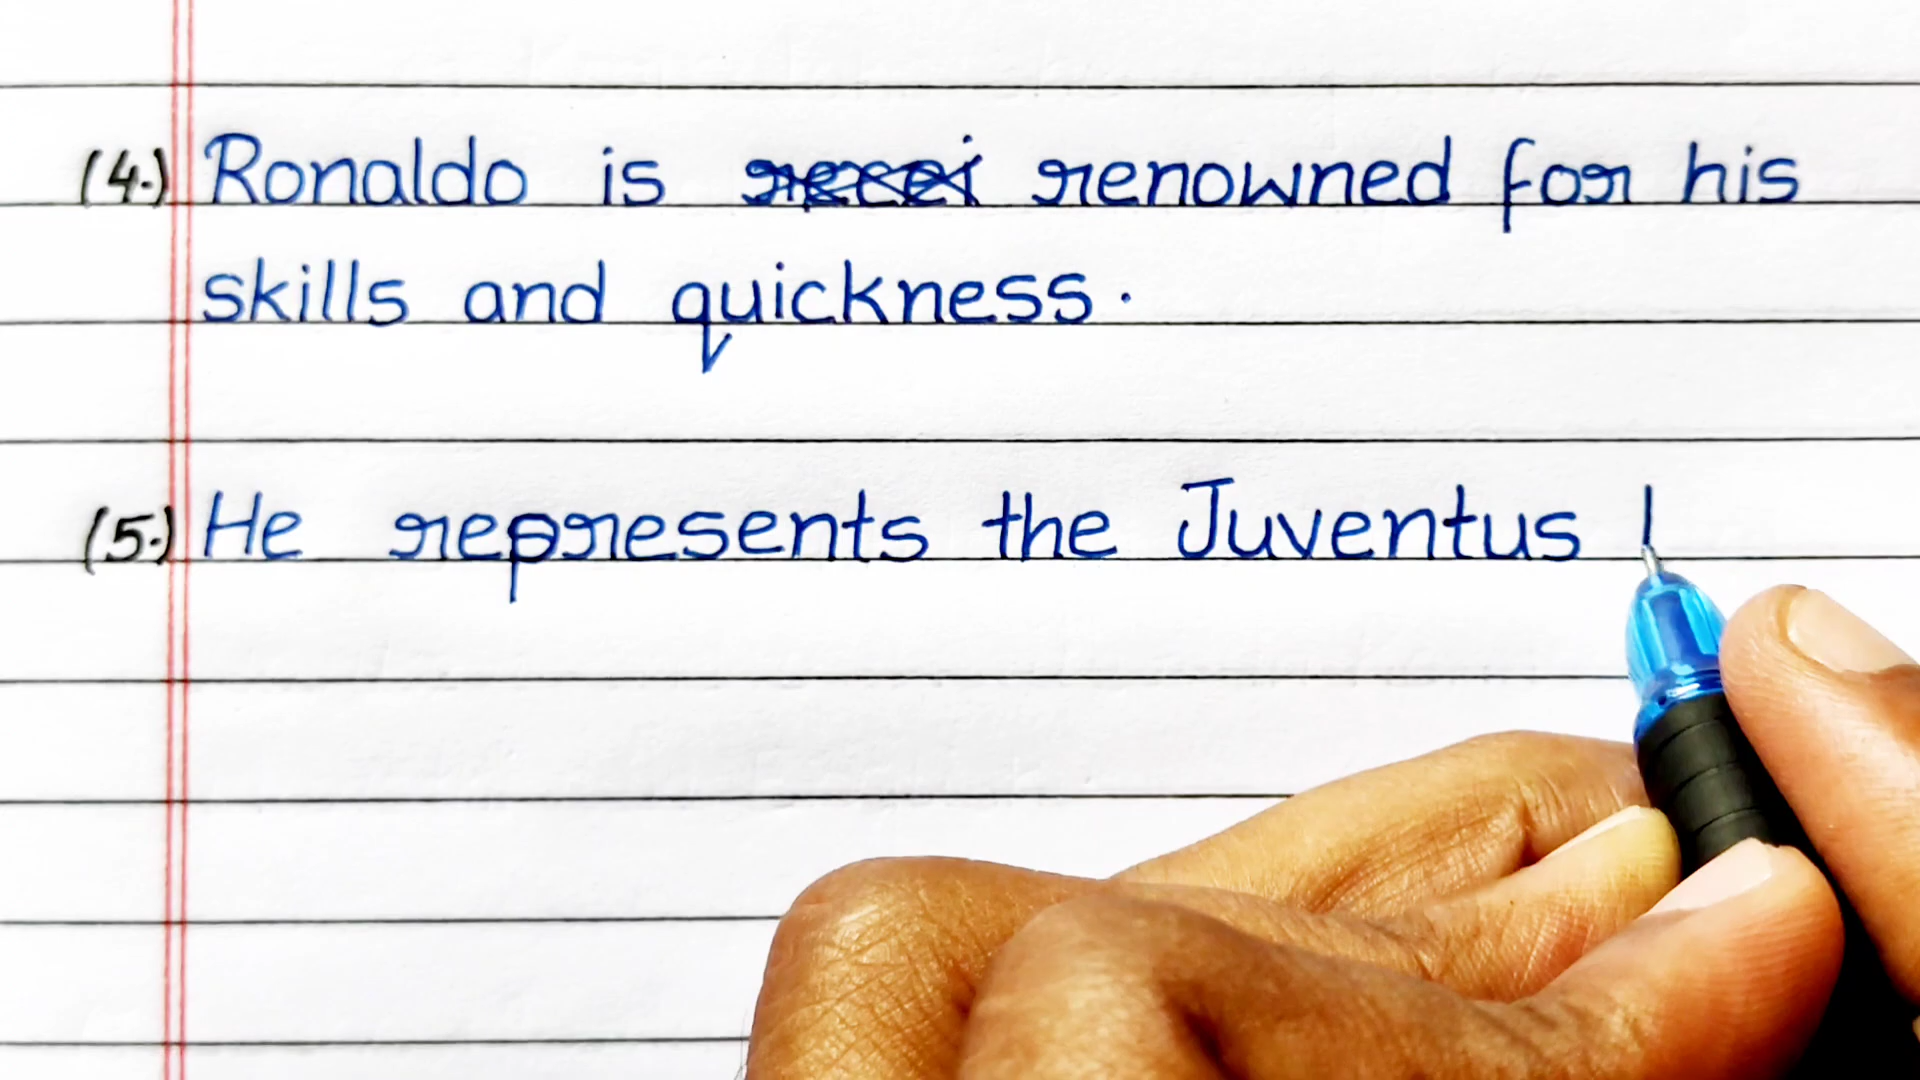 (4.) Ronaldo is renowned for his
skills and quickness.
(5.) He represents the Juventus